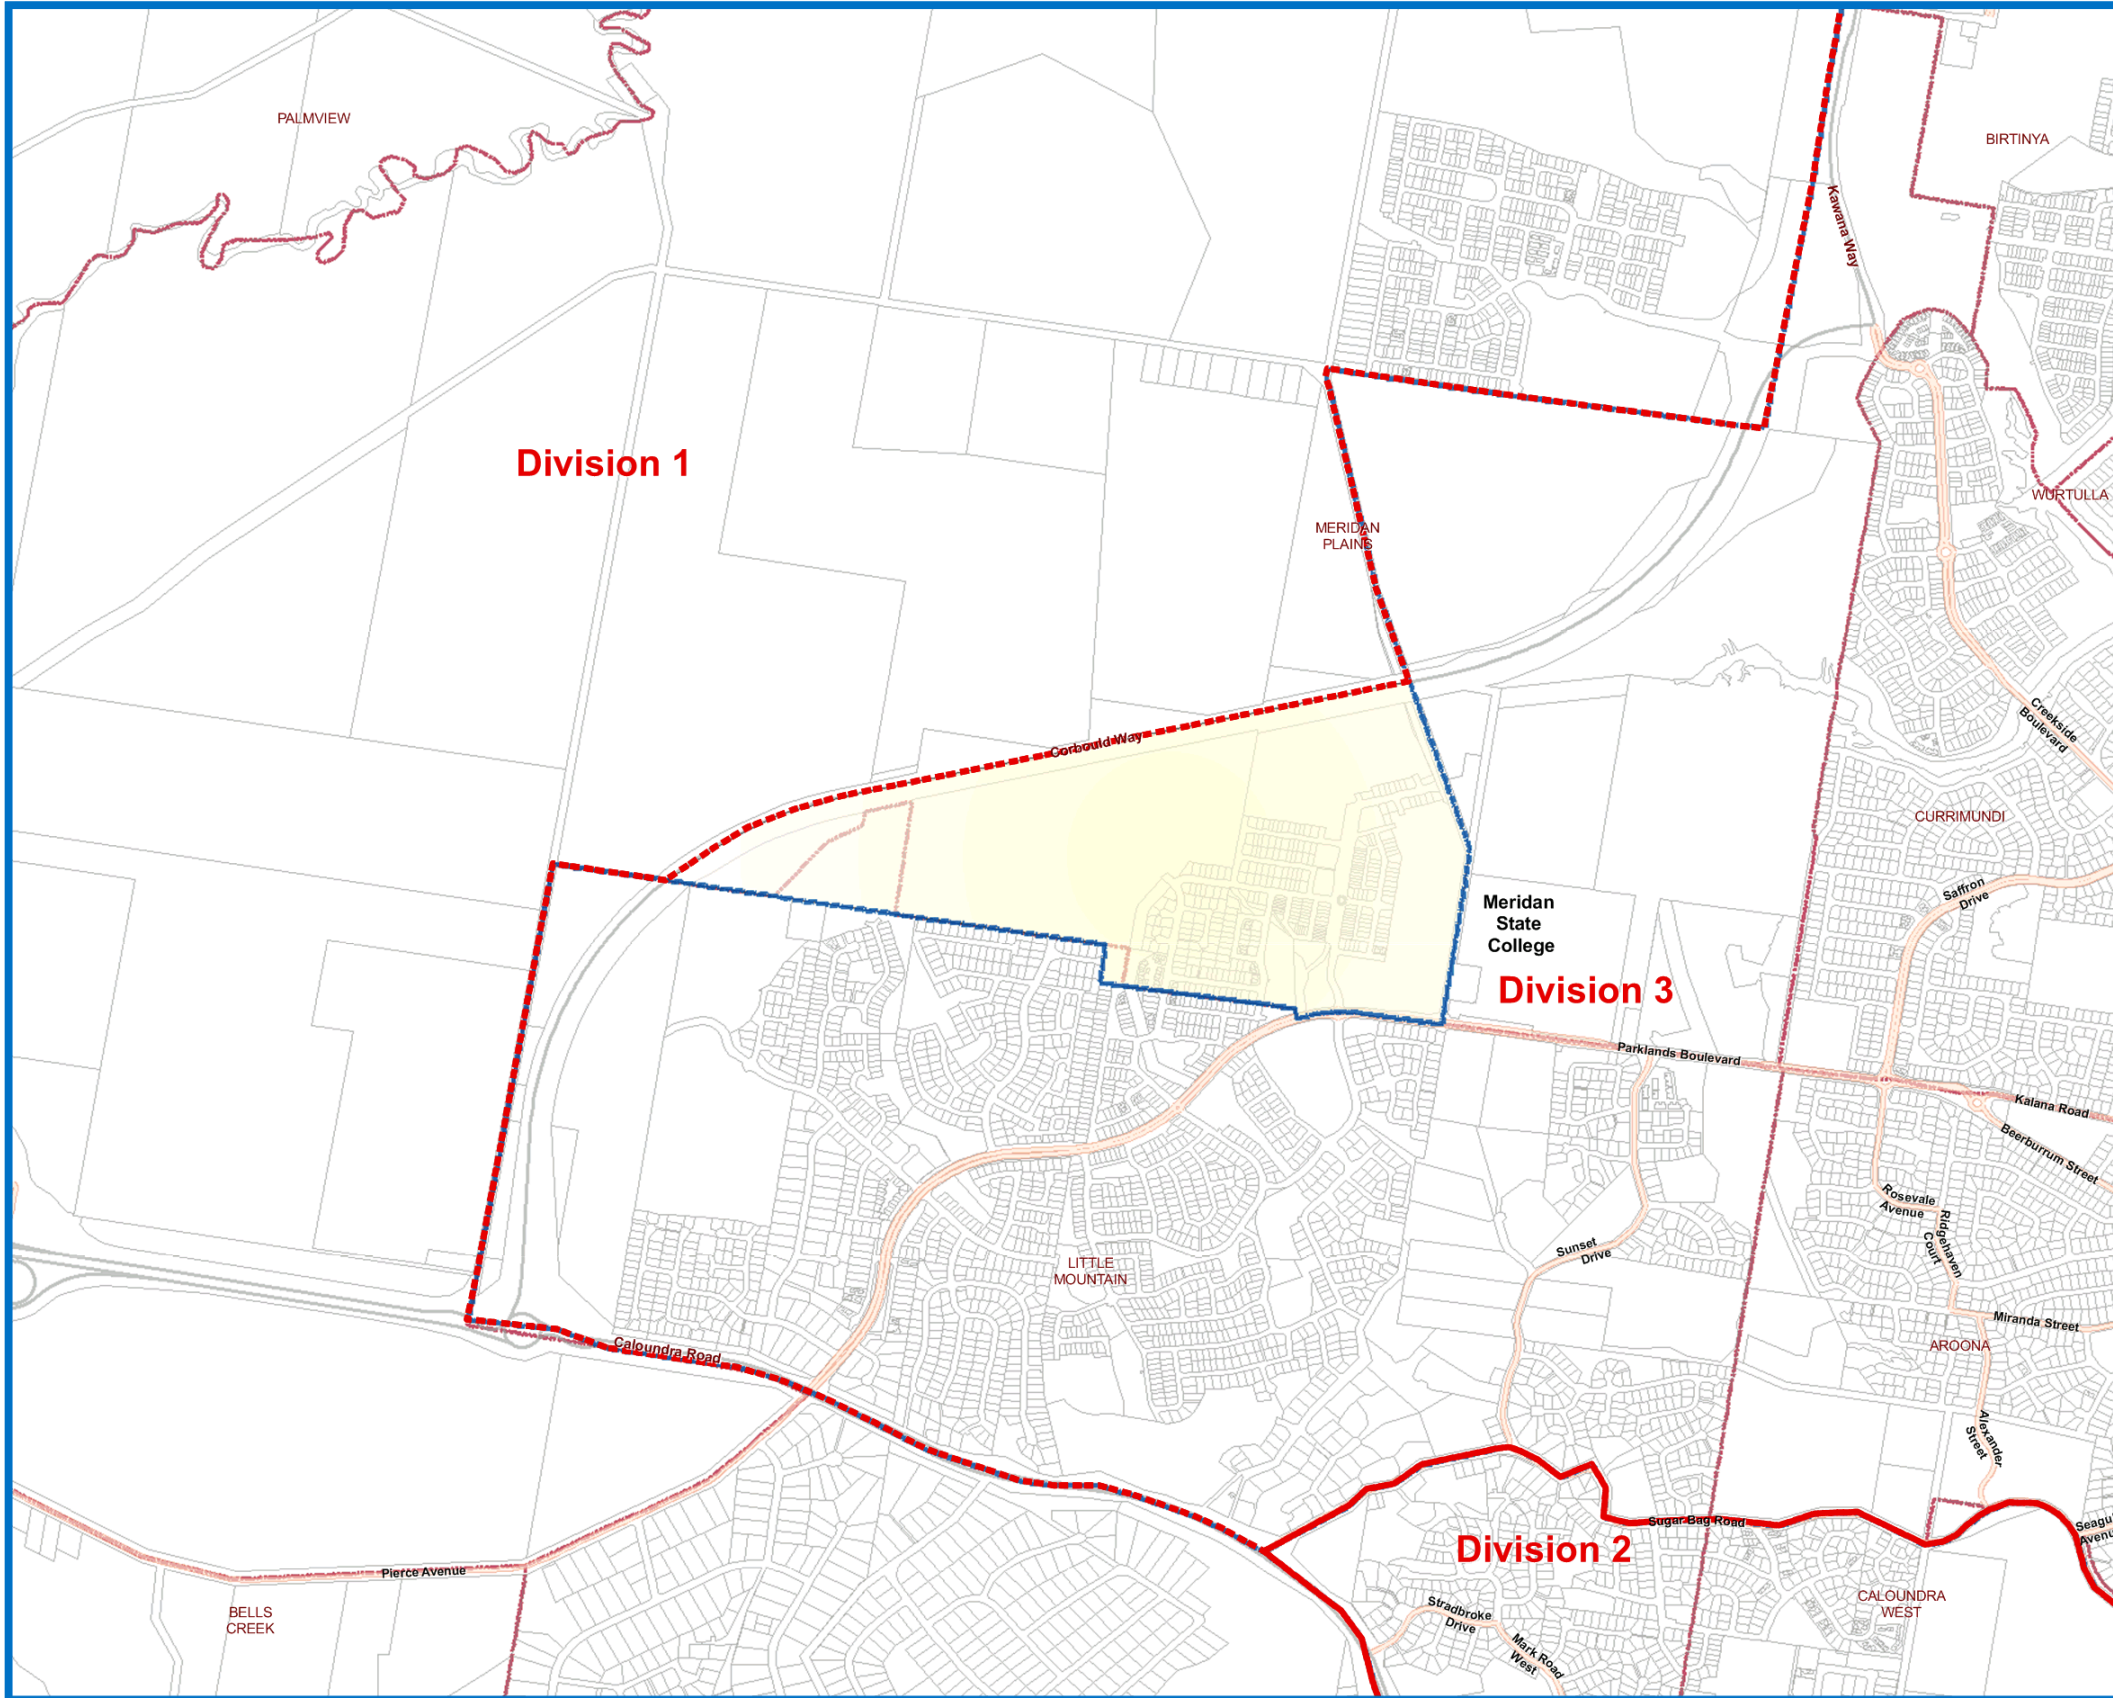 PALMVIEW
BIRTINYA
Kawana Way
Division 1
WURTULLA
MERIDAN
PLAINS
Creekside
Boulevard
Corbould Way
CURRIMUNDI
Saffron
Drive
Meridan
State
College
Division 3
Parklands Boulevard
Kalana Road
Beerburrum Street
Rosevale
Avenue
Ridgehaven
Court
Sunset
Drive
LITTLE
MOUNTAIN
Miranda Street
AROONA
Caloundra Road
Alexander
Street
Sugar Bag Road
Seagu
Avenu
Division 2
Pierce Avenue
BELLS
CREEK
CALOUNDRA
WEST
Stradbroke
Drive
Mark Road
West